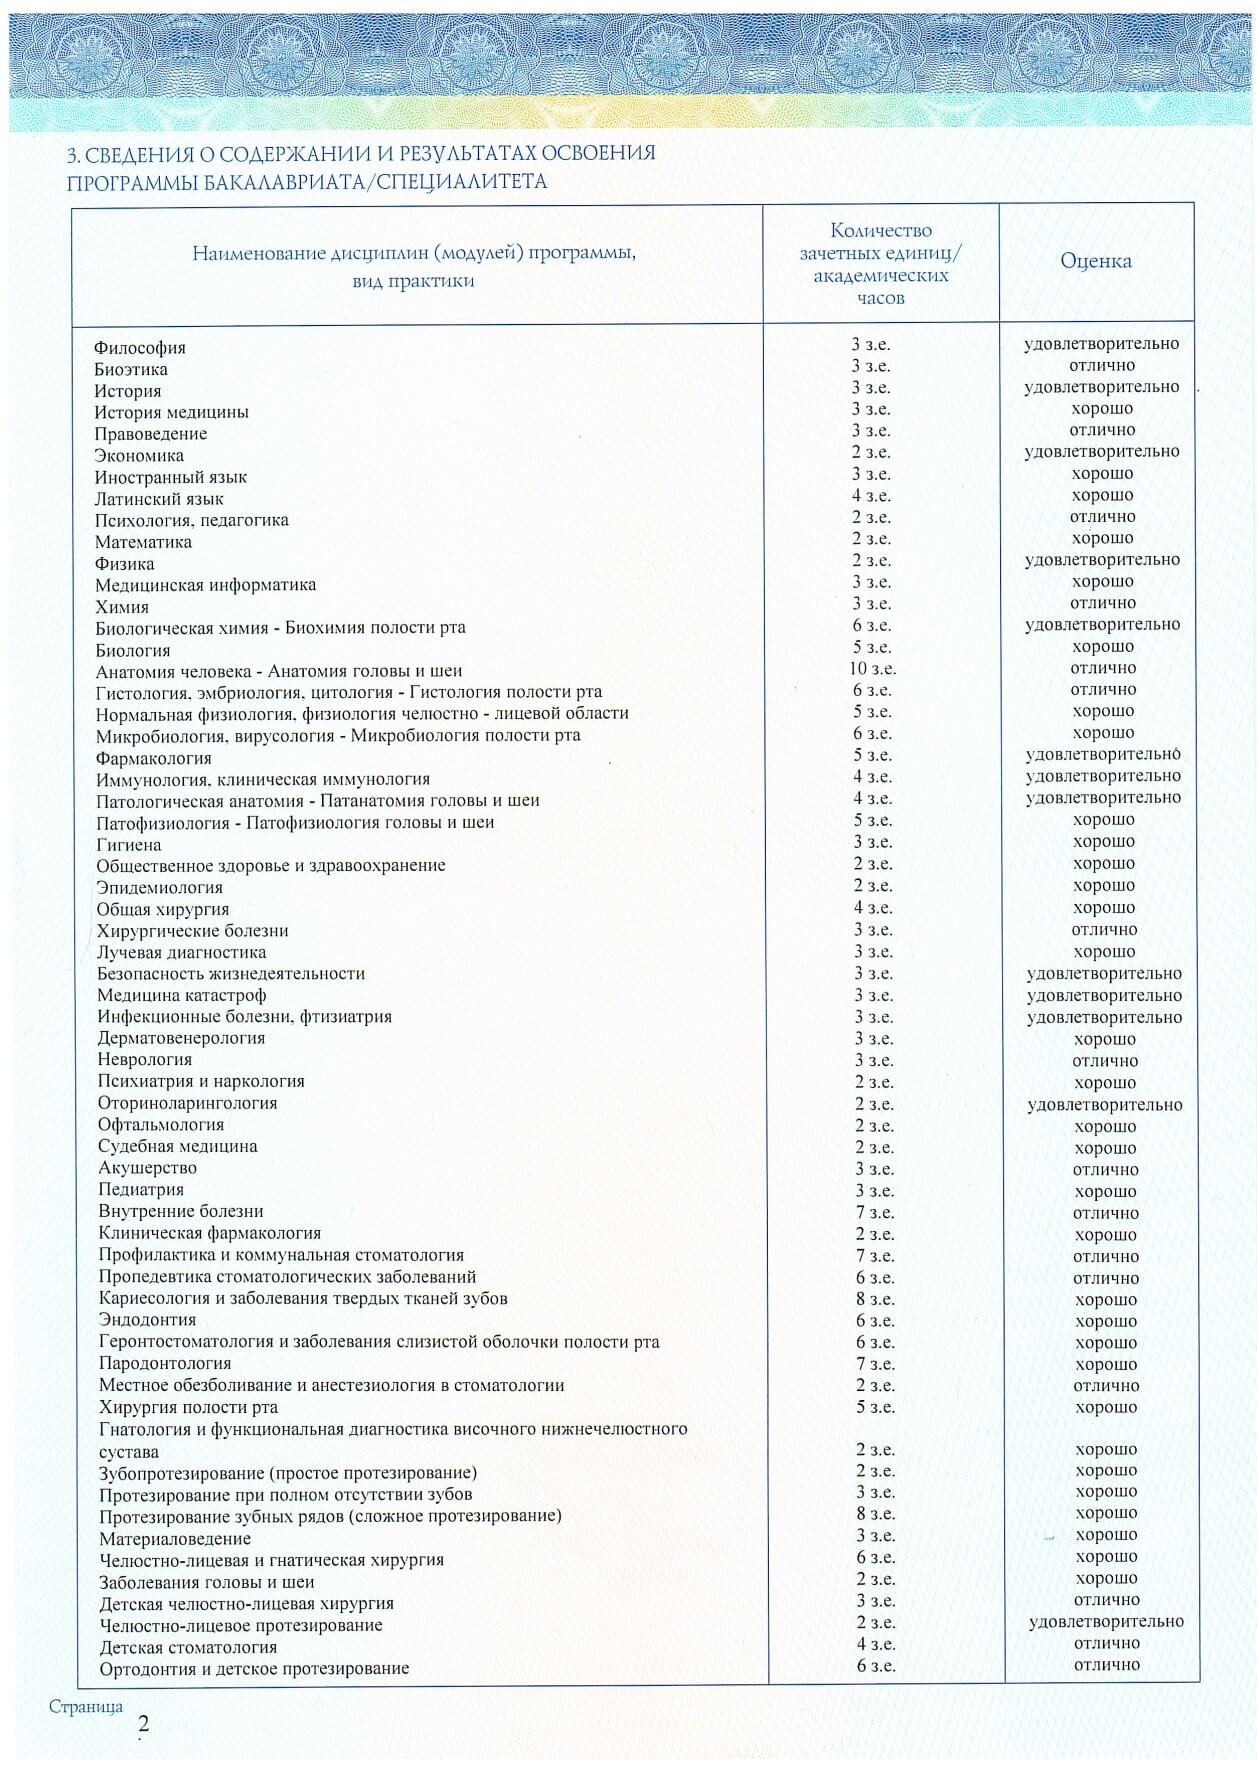 3. СВЕДЕНИЯ О СОДЕРЖАНИИ И РЕЗУЛЬТАТАХ ОСВОЕНИЯ
ПРОГРАММЫ БАКАЛАВРИАТА/СПЕЦИАЛИТЕТА
Наименование дисциплин (модулей) программы,
вид практики
Количество
зачетных единиц/
академических
часов
Оценка
Философия 3 з.е. удовлетворительно
Биоэтика 3 з.е. отлично
История 3 з.е. удовлетворительно
История медицины 3 з.е. хорошо
Правоведение 3 з.е. отлично
Экономика 2 з.е. удовлетворительно
Иностранный язык 3 з.е. хорошо
Латинский язык 4 з.е. хорошо
Психология, педагогика 2 з.е. отлично
Математика 2 з.е. хорошо
Физика 2 з.е. удовлетворительно
Медицинская информатика 3 з.е. хорошо
Химия 3 з.е. отлично
Биологическая химия - Биохимия полости рта 6 з.е. удовлетворительно
Биология 5 з.е. хорошо
Анатомия человека - Анатомия головы и шеи 10 з.е. отлично
Гистология, эмбриология, цитология - Гистология полости рта 6 з.е. отлично
Нормальная физиология, физиология челюстно - лицевой области 5 з.е. хорошо
Микробиология, вирусология - Микробиология полости рта 6 з.е. хорошо
Фармакология 5 з.е. удовлетворительно
Иммунология, клиническая иммунология 4 з.е. удовлетворительно
Патологическая анатомия - Патанатомия головы и шеи 4 з.е. удовлетворительно
Патофизиология - Патофизиология головы и шеи 5 з.е. хорошо
Гигиена 3 з.е. хорошо
Общественное здоровье и здравоохранение 2 з.е. хорошо
Эпидемиология 2 з.е. хорошо
Общая хирургия 4 з.е. хорошо
Хирургические болезни 3 з.е. отлично
Лучевая диагностика 3 з.е. хорошо
Безопасность жизнедеятельности 3 з.е. удовлетворительно
Медицина катастроф 3 з.е. удовлетворительно
Инфекционные болезни, фтизиатрия 3 з.е. удовлетворительно
Дерматовенерология 3 з.е. хорошо
Неврология 3 з.е. отлично
Психиатрия и наркология 2 з.е. хорошо
Оториноларингология 2 з.е. удовлетворительно
Офтальмология 2 з.е. хорошо
Судебная медицина 2 з.е. хорошо
Акушерство 3 з.е. отлично
Педиатрия 3 з.е. хорошо
Внутренние болезни 7 з.е. отлично
Клиническая фармакология 2 з.е. хорошо
Профилактика и коммунальная стоматология 7 з.е. отлично
Пропедевтика стоматологических заболеваний 6 з.е. отлично
Кариесология и заболевания твердых тканей зубов 8 з.е. хорошо
Эндодонтия 6 з.е. хорошо
Геронтостоматология и заболевания слизистой оболочки полости рта 6 з.е. хорошо
Пародонтология 7 з.е. хорошо
Местное обезболивание и анестезиология в стоматологии 2 з.е. отлично
Хирургия полости рта 5 з.е. хорошо
Гнатология и функциональная диагностика височного нижнечелюстного
сустава 2 з.е. хорошо
Зубопротезирование (простое протезирование) 2 з.е. хорошо
Протезирование при полном отсутствии зубов 3 з.е. хорошо
Протезирование зубных рядов (сложное протезирование) 8 з.е. хорошо
Материаловедение 3 з.е. хорошо
Челюстно-лицевая и гнатическая хирургия 6 з.е. хорошо
Заболевания головы и шеи 2 з.е. хорошо
Детская челюстно-лицевая хирургия 3 з.е. отлично
Челюстно-лицевое протезирование 2 з.е. удовлетворительно
Детская стоматология 4 з.е. отлично
Ортодонтия и детское протезирование 6 з.е. отлично
Страница
2